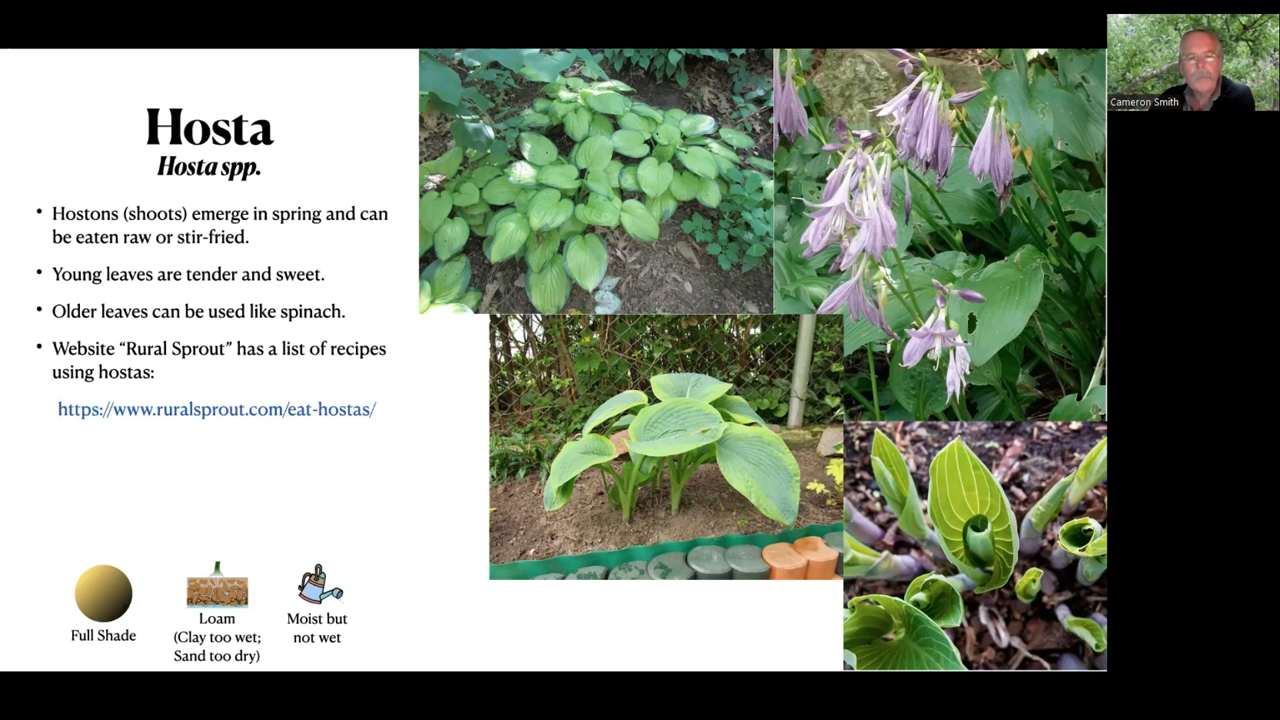 Hosta
Hosta spp.
• Hostons (shoots) emerge in spring and can
be eaten raw or stir-fried.
• Young leaves are tender and sweet.
• Older leaves can be used like spinach.
• Website “Rural Sprout” has a list of recipes
using hostas:
https://www.ruralsprout.com/eat-hostas/
Full Shade
Loam
(Clay too wet;
Sand too dry)
Moist but
not wet
Cameron Smith